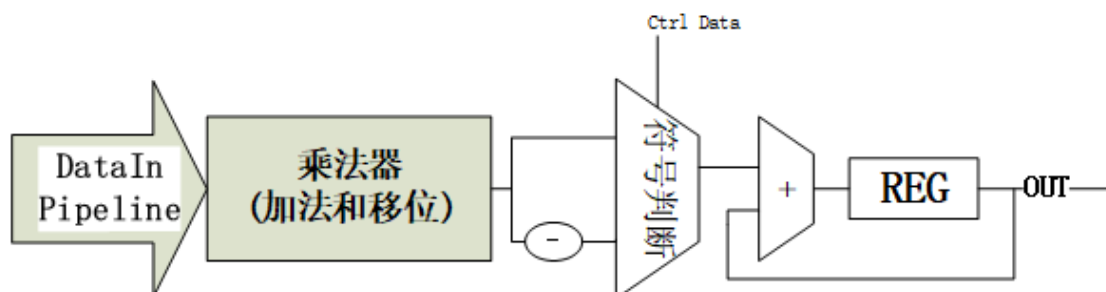 Ctrl Data
DataIn
Pipeline
乘法器
(加法和移位)
-
符号判断
+
REG
OUT